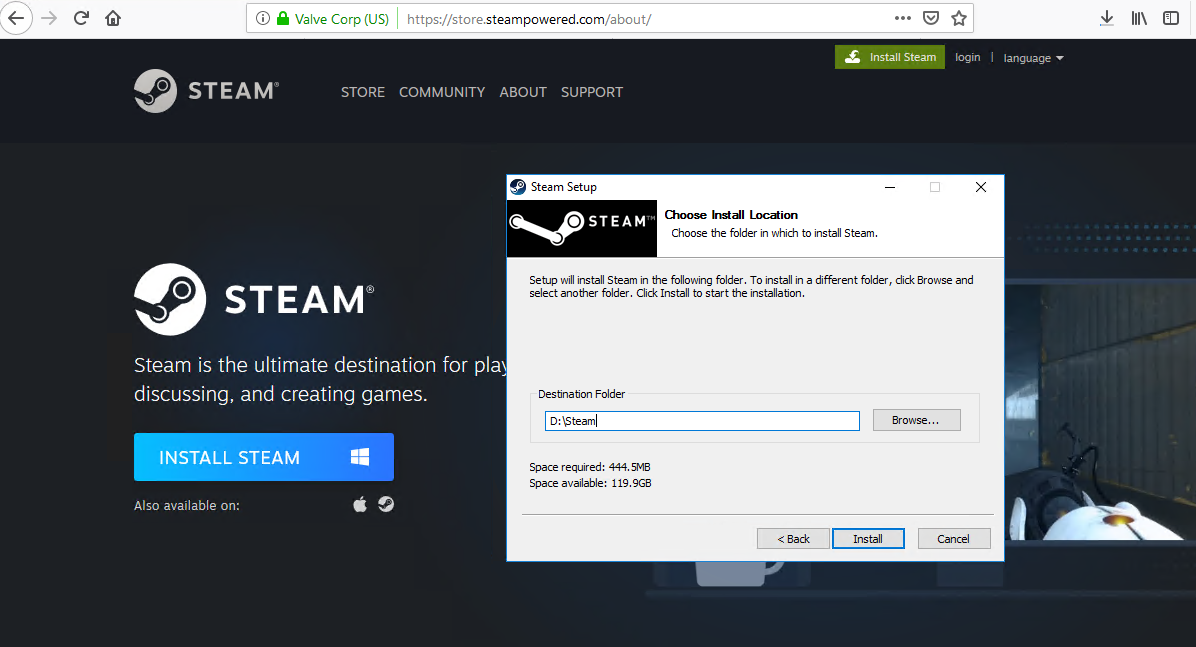 Valve Corp (US) https://store.steampowered.com/about/
Install Steam login | language
STEAM®
STORE COMMUNITY ABOUT SUPPORT
STEAM®
Steam is the ultimate destination for play
discussing, and creating games.
INSTALL STEAM
Also available on:
Steam Setup
STEAM™
Choose Install Location
Choose the folder in which to install Steam.
Setup will install Steam in the following folder. To install in a different folder, click Browse and
select another folder. Click Install to start the installation.
Destination Folder
D:\Steam
Browse...
Space required: 444.5MB
Space available: 119.9GB
< Back Install Cancel